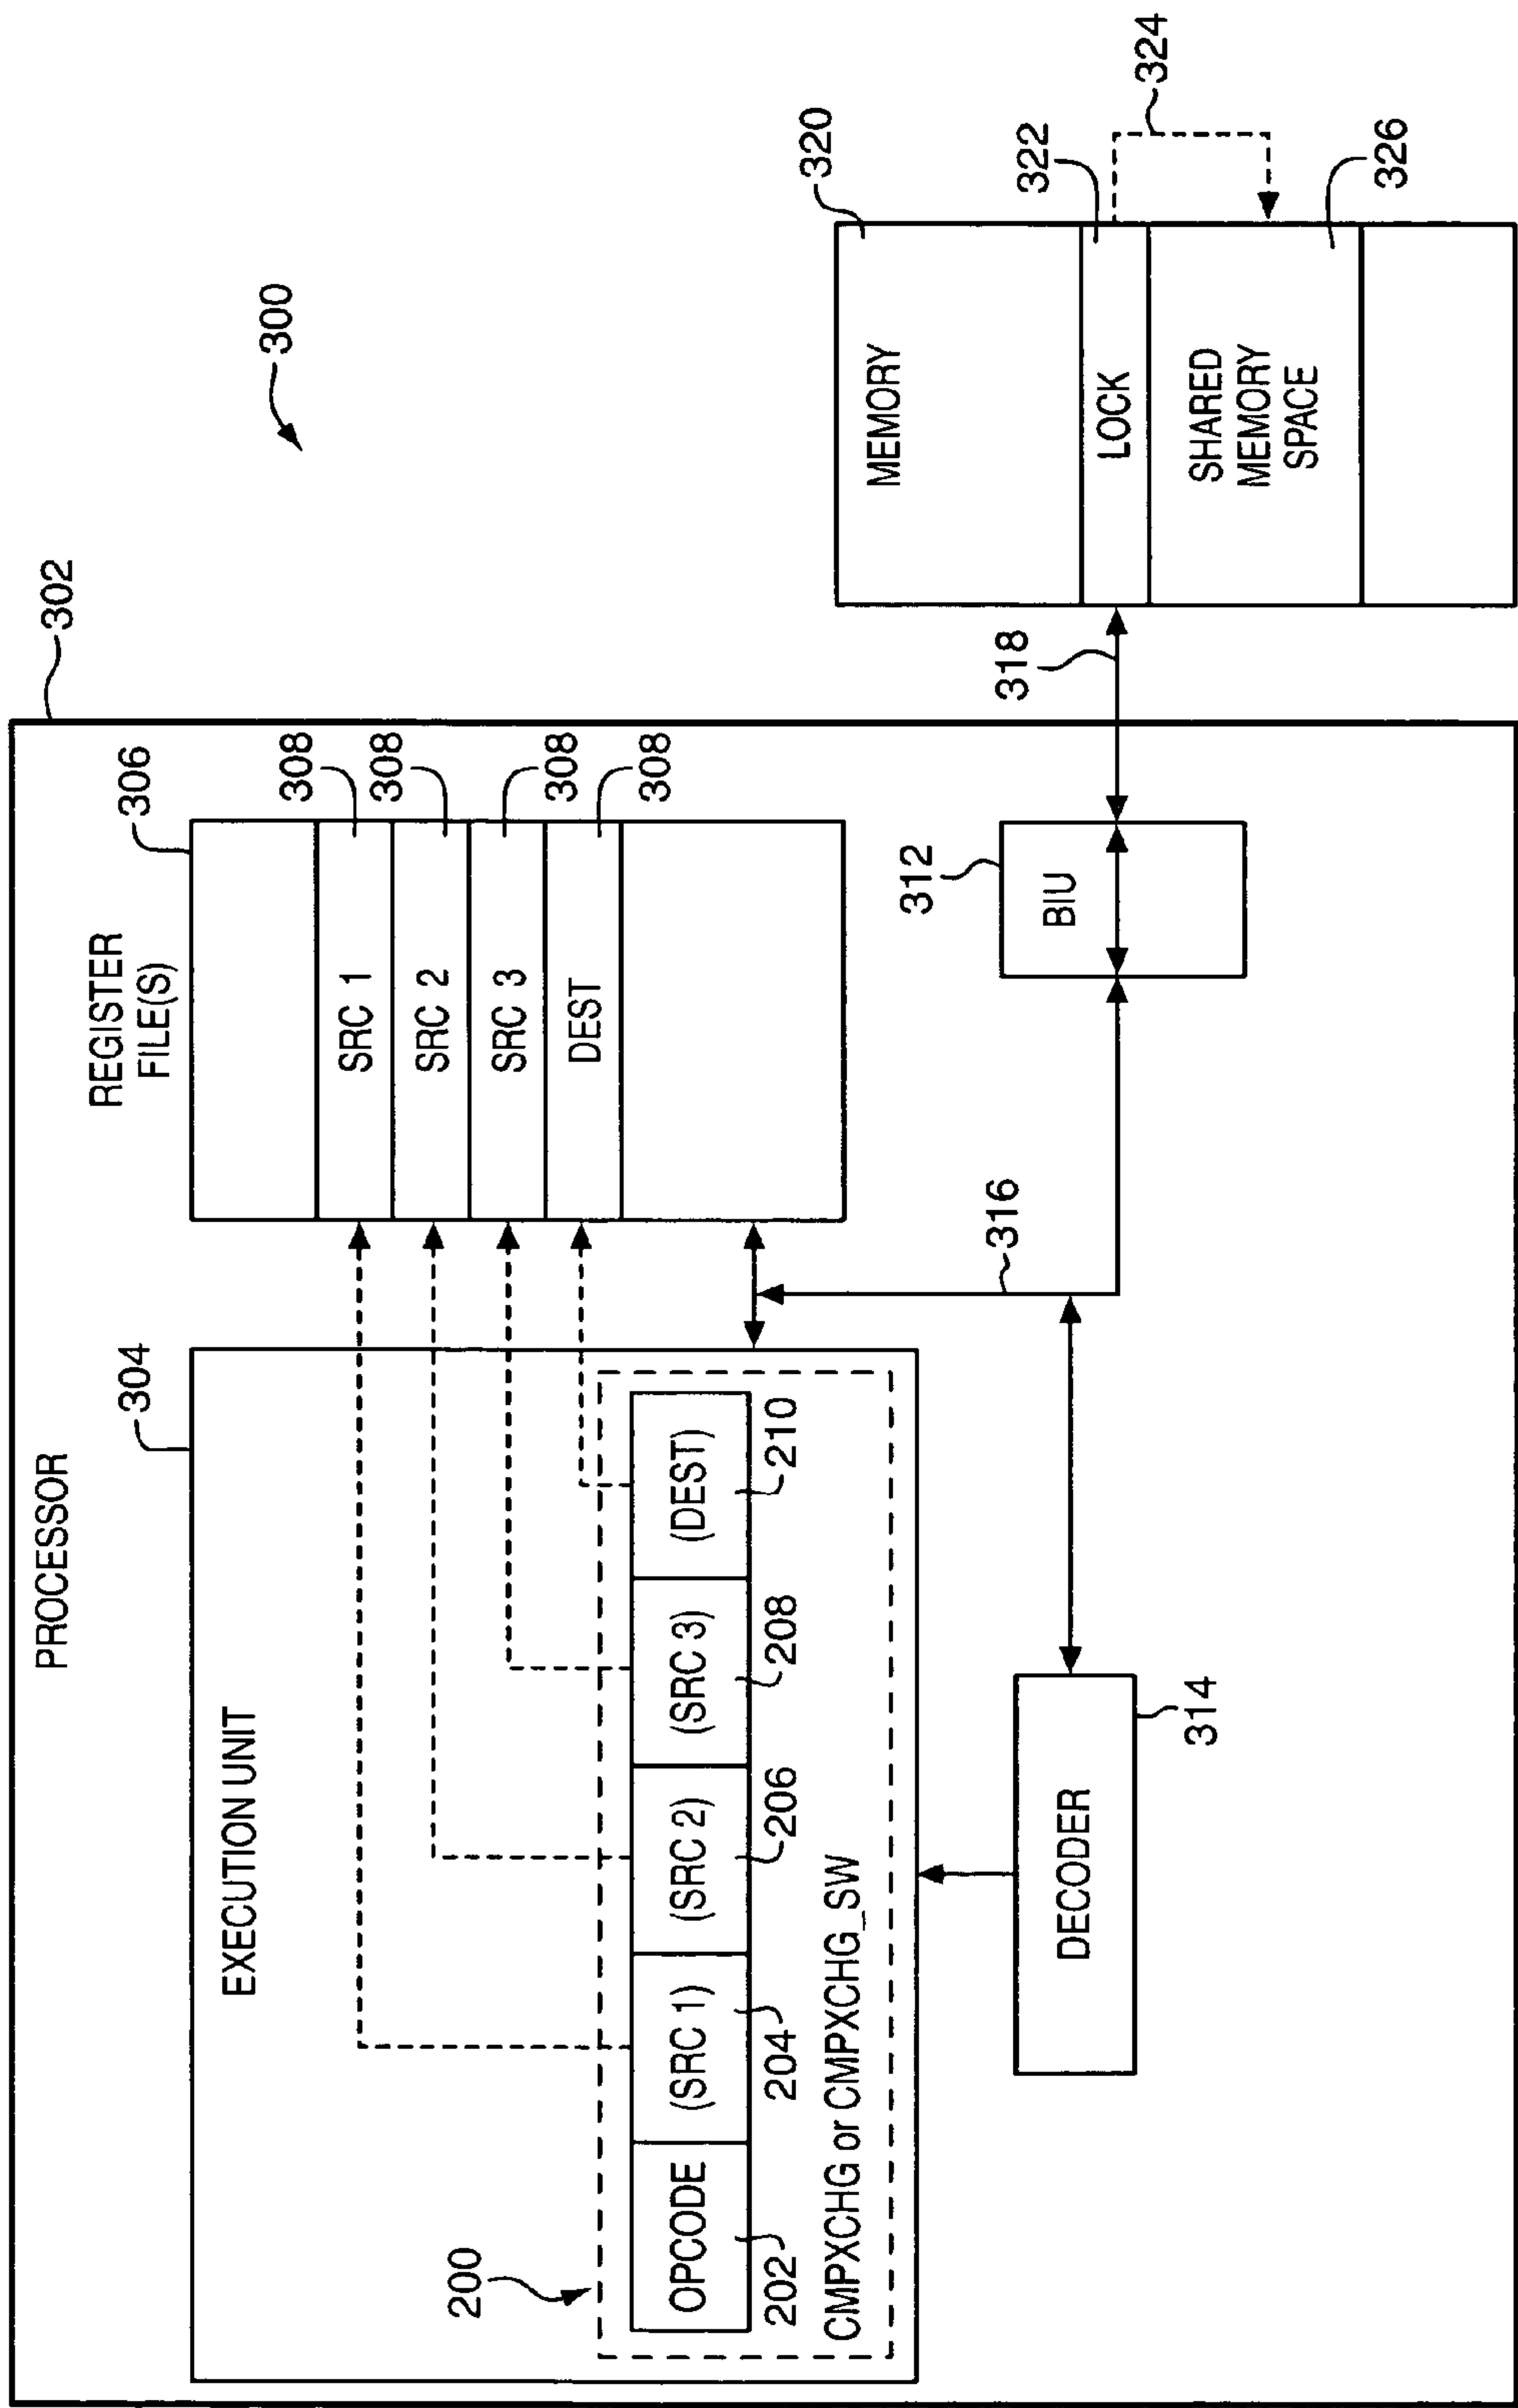 300
302
PROCESSOR
304
EXECUTION UNIT
200
OPCODE
(SRC 1)
(SRC 2)
(SRC 3)
(DEST)
202
204
206
208
210
CMPXCHG or CMPXCHG_SW
REGISTER
FILE(S)
306
SRC 1
308
SRC 2
308
SRC 3
308
DEST
308
DECODER
314
316
BIU
312
318
MEMORY
320
LOCK
322
324
SHARED
MEMORY
SPACE
326